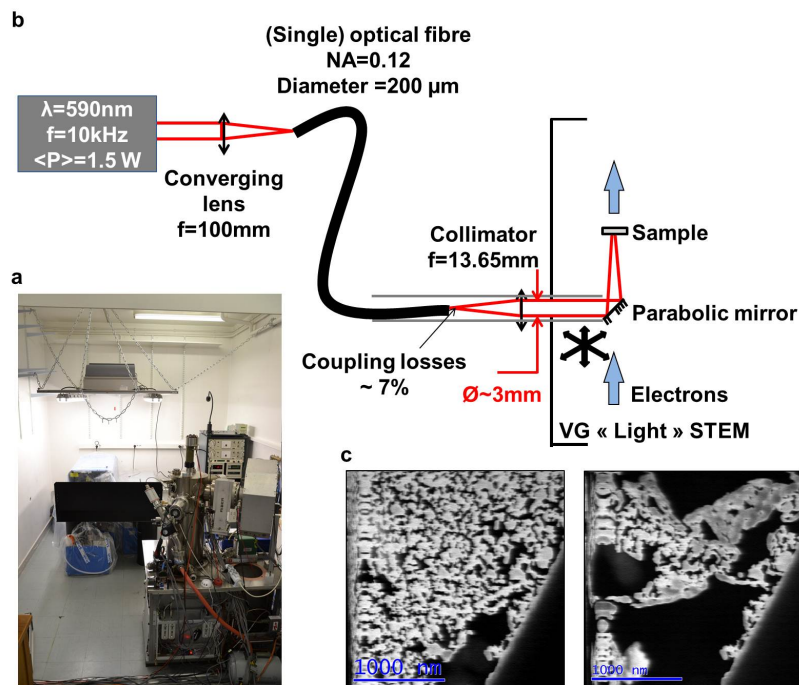 b
(Single) optical fibre
NA=0.12
Diameter =200 µm
λ=590nm
f=10kHz
<P>=1.5 W
Converging
lens
f=100mm
Collimator
f=13.65mm
Sample
Parabolic mirror
Coupling losses
~ 7%
Ø~3mm
Electrons
VG « Light » STEM
a
c
1000 nm
1000 nm